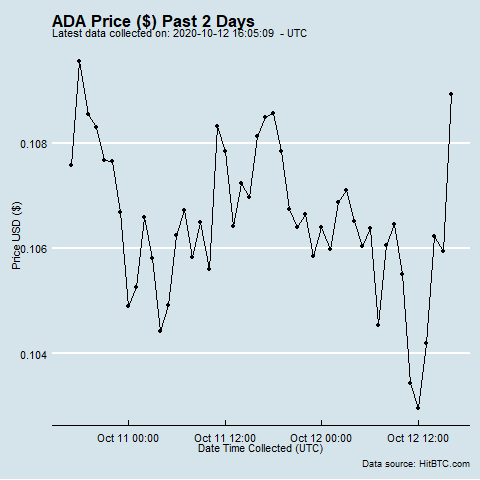 ADA Price ($) Past 2 Days
Latest data collected on: 2020-10-12 16:05:09  - UTC
Price USD ($)
0.108
0.106
0.104
Oct 11 00:00 Oct 11 12:00 Oct 12 00:00 Oct 12 12:00
Date Time Collected (UTC)
Data source: HitBTC.com